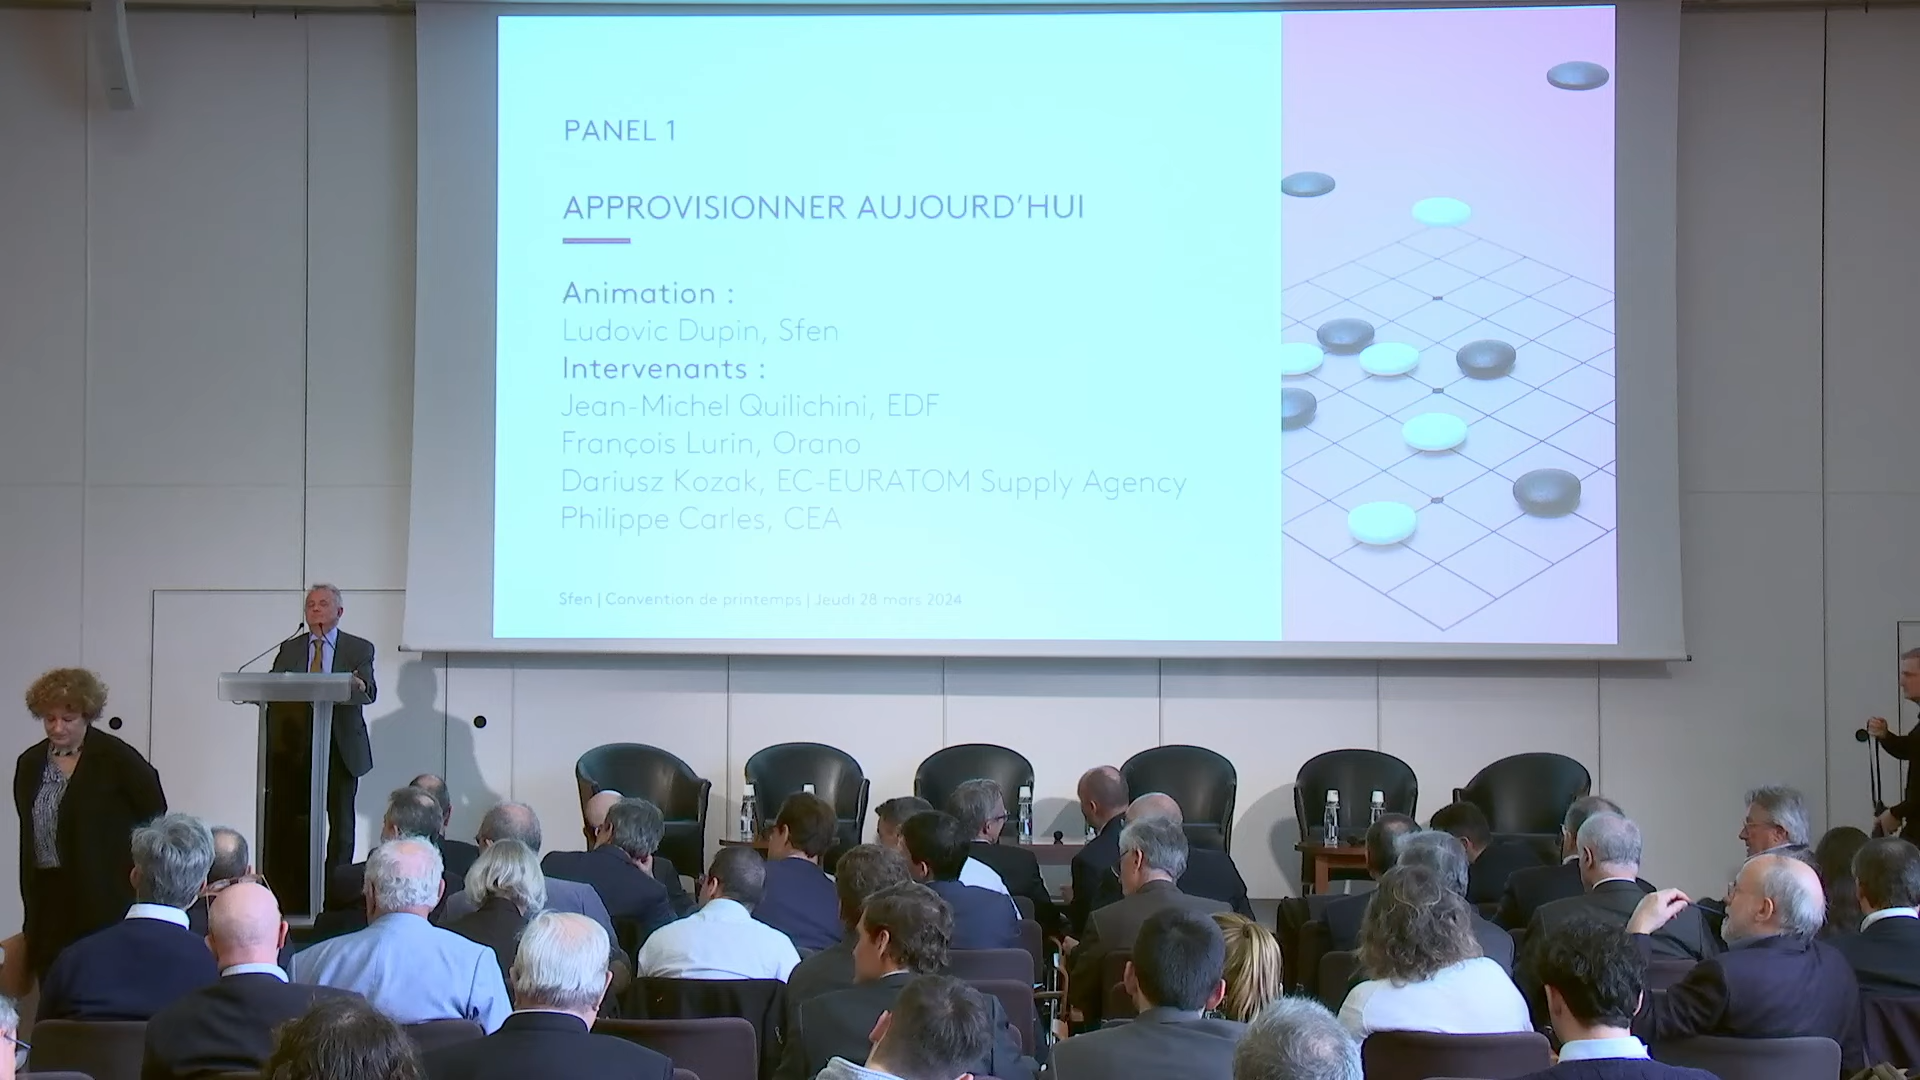 PANEL 1
APPROVISIONNER AUJOURD'HUI
Animation :
Ludovic Dupin, Sfen
Intervenants :
Jean-Michel Quilichini, EDF
François Lurin, Orano
Dariusz Kozak, EC-EURATOM Supply Agency
Philippe Carles, CEA
Sfen | Convention de printemps | Jeudi 28 mars 2024